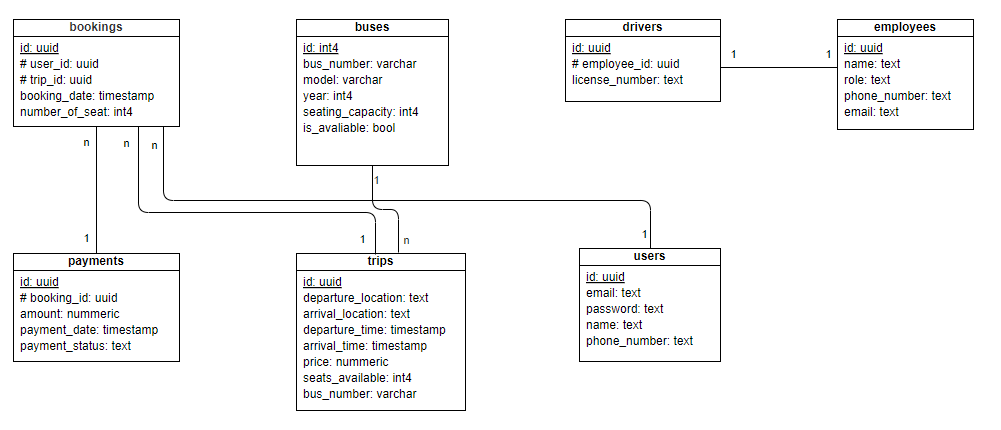 bookings
id: uuid
# user_id: uuid
# trip_id: uuid
booking_date: timestamp
number_of_seat: int4
buses
id: int4
bus_number: varchar
model: varchar
year: int4
seating_capacity: int4
is_avaliable: bool
drivers
id: uuid
# employee_id: uuid
license_number: text
1
1
employees
id: uuid
name: text
role: text
phone_number: text
email: text
n
n
n
1
1
1
n
1
payments
id: uuid
# booking_id: uuid
amount: nummeric
payment_date: timestamp
payment_status: text
trips
id: uuid
departure_location: text
arrival_location: text
departure_time: timestamp
arrival_time: timestamp
price: nummeric
seats_available: int4
bus_number: varchar
users
id: uuid
email: text
password: text
name: text
phone_number: text